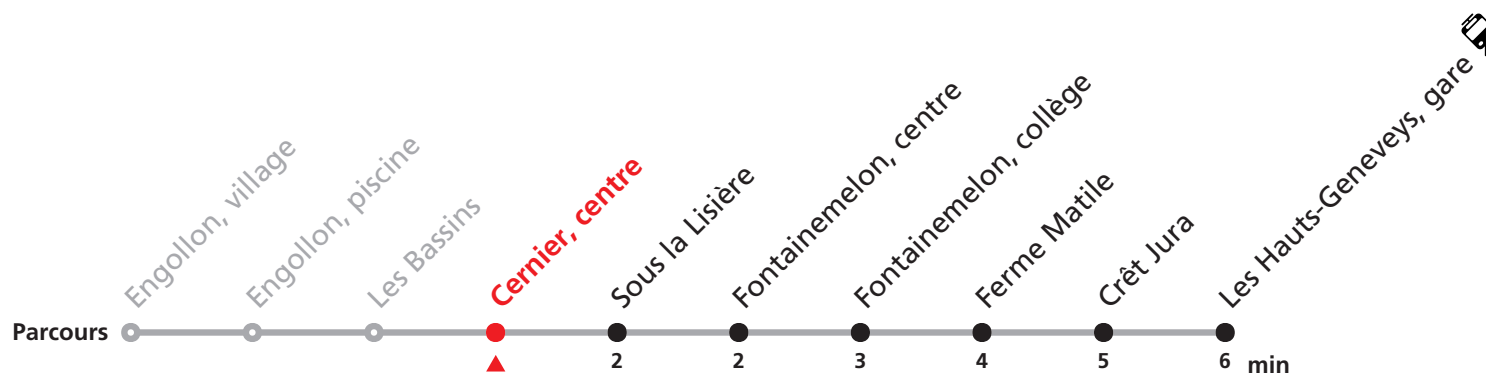 Engollon, village
Engollon, piscine
Les Bassins
Cernier, centre
Sous la Lisière
Fontainemelon, centre
Fontainemelon, collège
Ferme Matile
Crêt Jura
Les Hauts-Geneveys, gare
Parcours
2 2 3 4 5 6 min